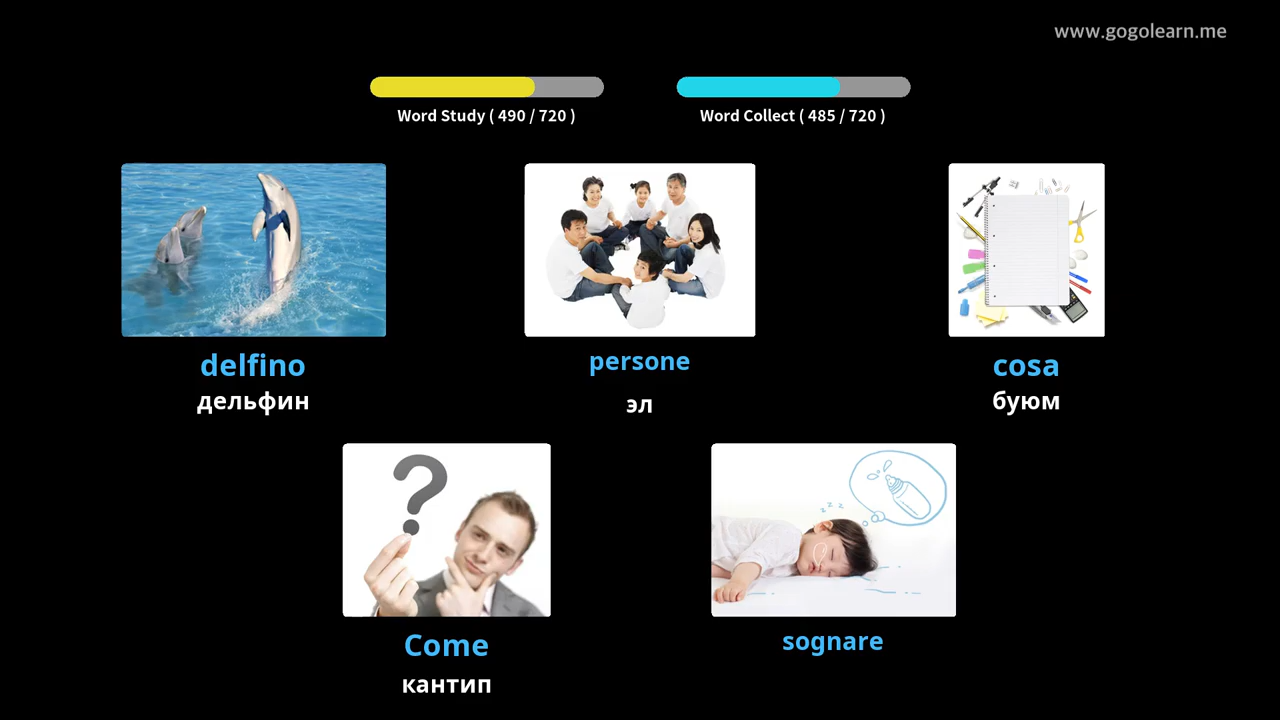 www.gogolearn.me
Word Study ( 490 / 720 )
Word Collect ( 485 / 720 )
delfino
дельфин
persone
эл
cosa
буюм
Come
кантип
sognare